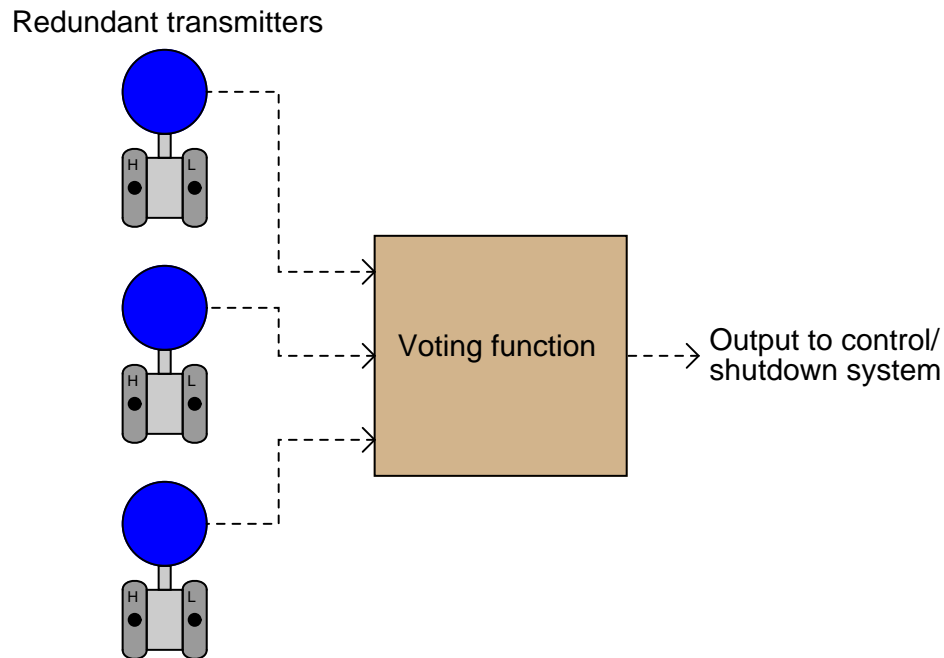 Redundant transmitters
H L
Voting function
H L
Output to control/
shutdown system
H L